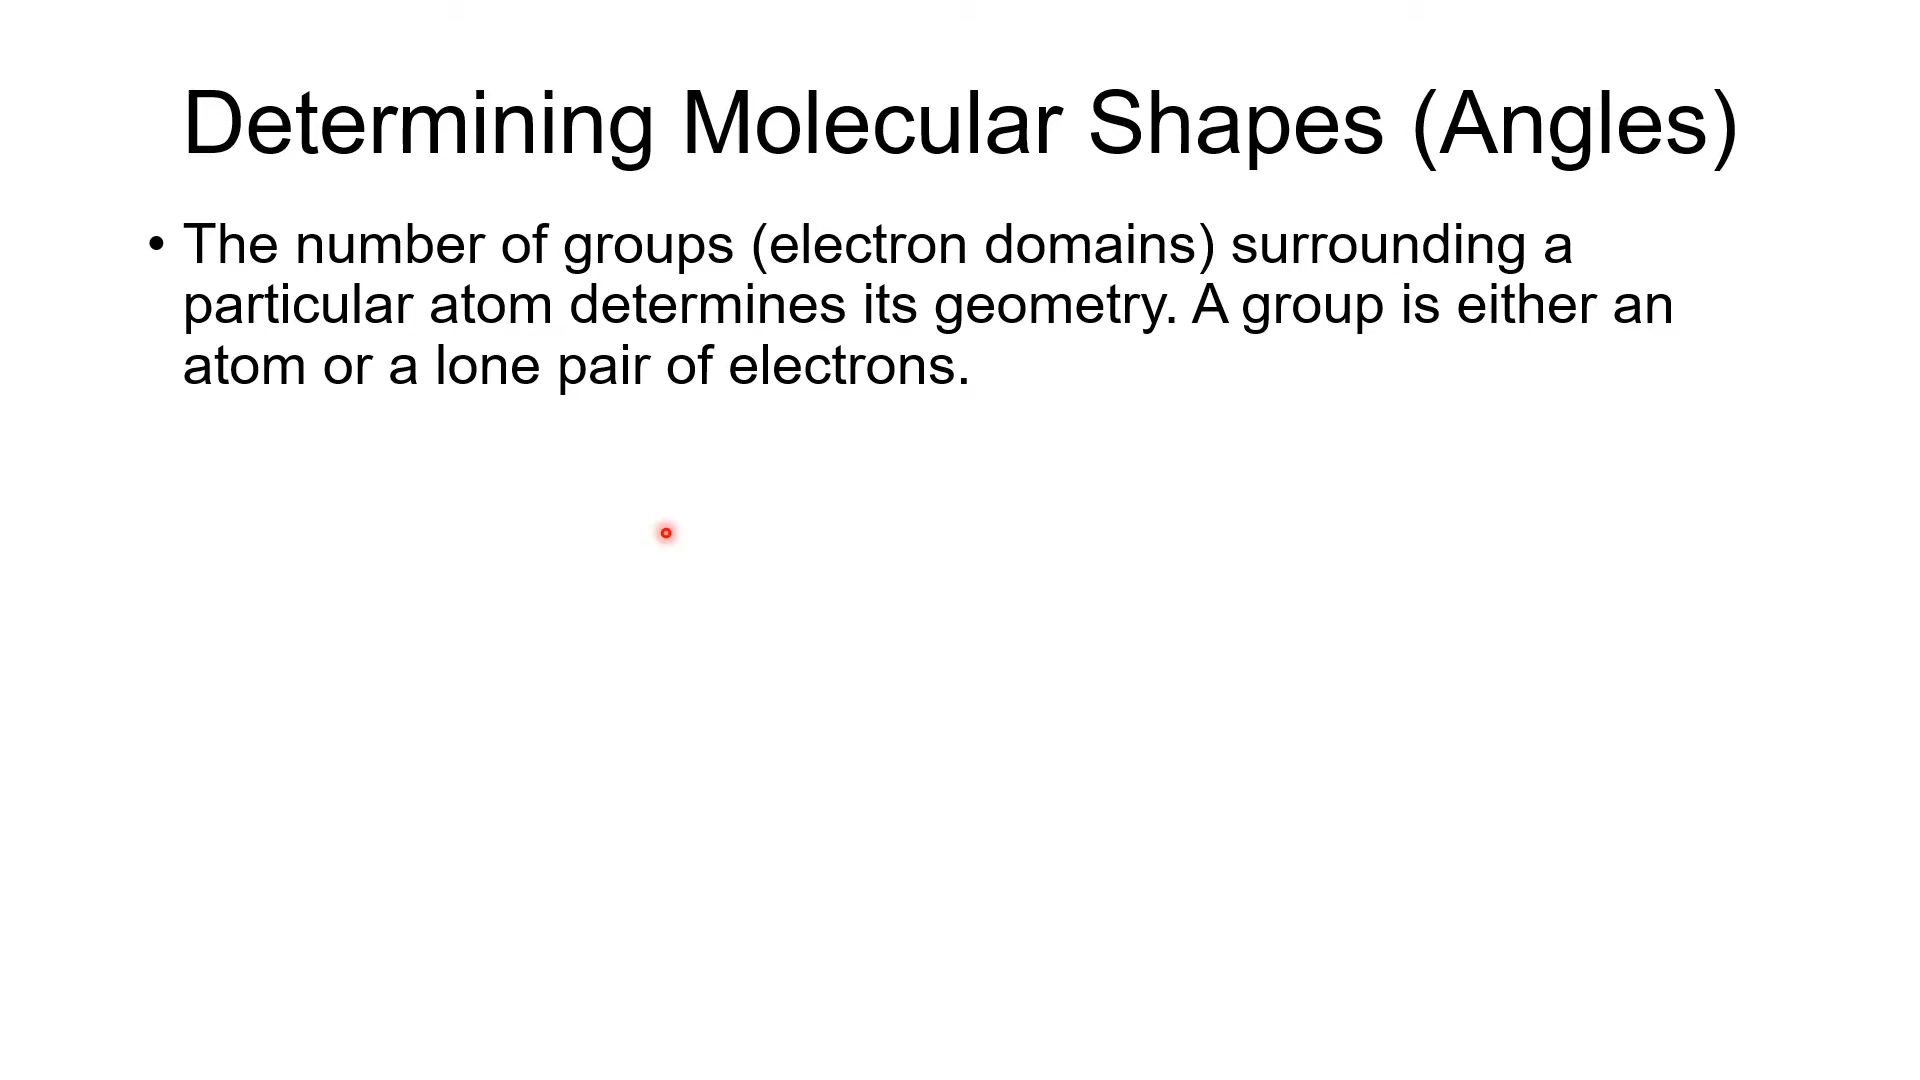 Determining Molecular Shapes (Angles)
• The number of groups (electron domains) surrounding a
particular atom determines its geometry. A group is either an
atom or a lone pair of electrons.